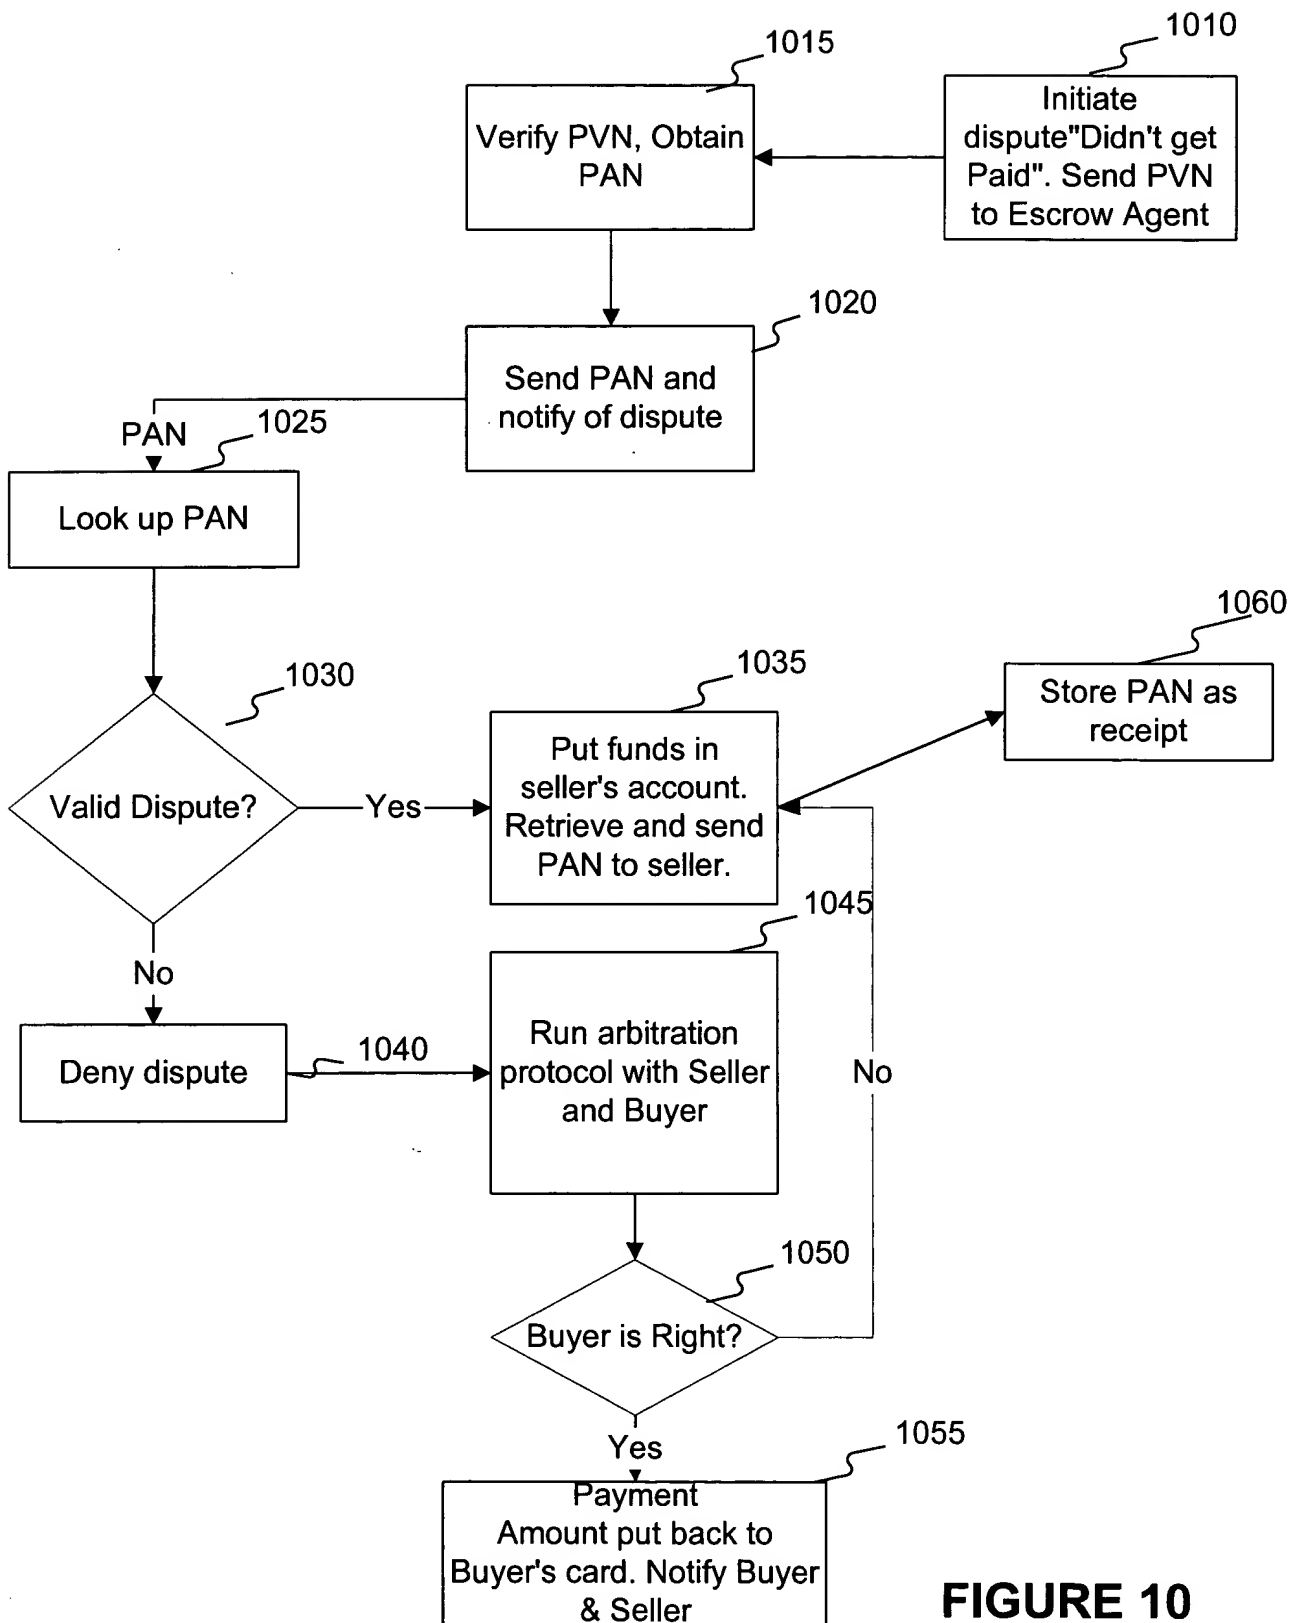 1010
1015
Initiate
dispute"Didn't get
Paid". Send PVN
to Escrow Agent
Verify PVN, Obtain
PAN
1020
Send PAN and
notify of dispute
PAN
1025
Look up PAN
1060
Store PAN as
receipt
1030
1035
Valid Dispute?
Yes
Put funds in
seller's account.
Retrieve and send
PAN to seller.
1045
No
Deny dispute
1040
Run arbitration
protocol with Seller
and Buyer
No
1050
Buyer is Right?
Yes
1055
Payment
Amount put back to
Buyer's card. Notify Buyer
& Seller
FIGURE 10